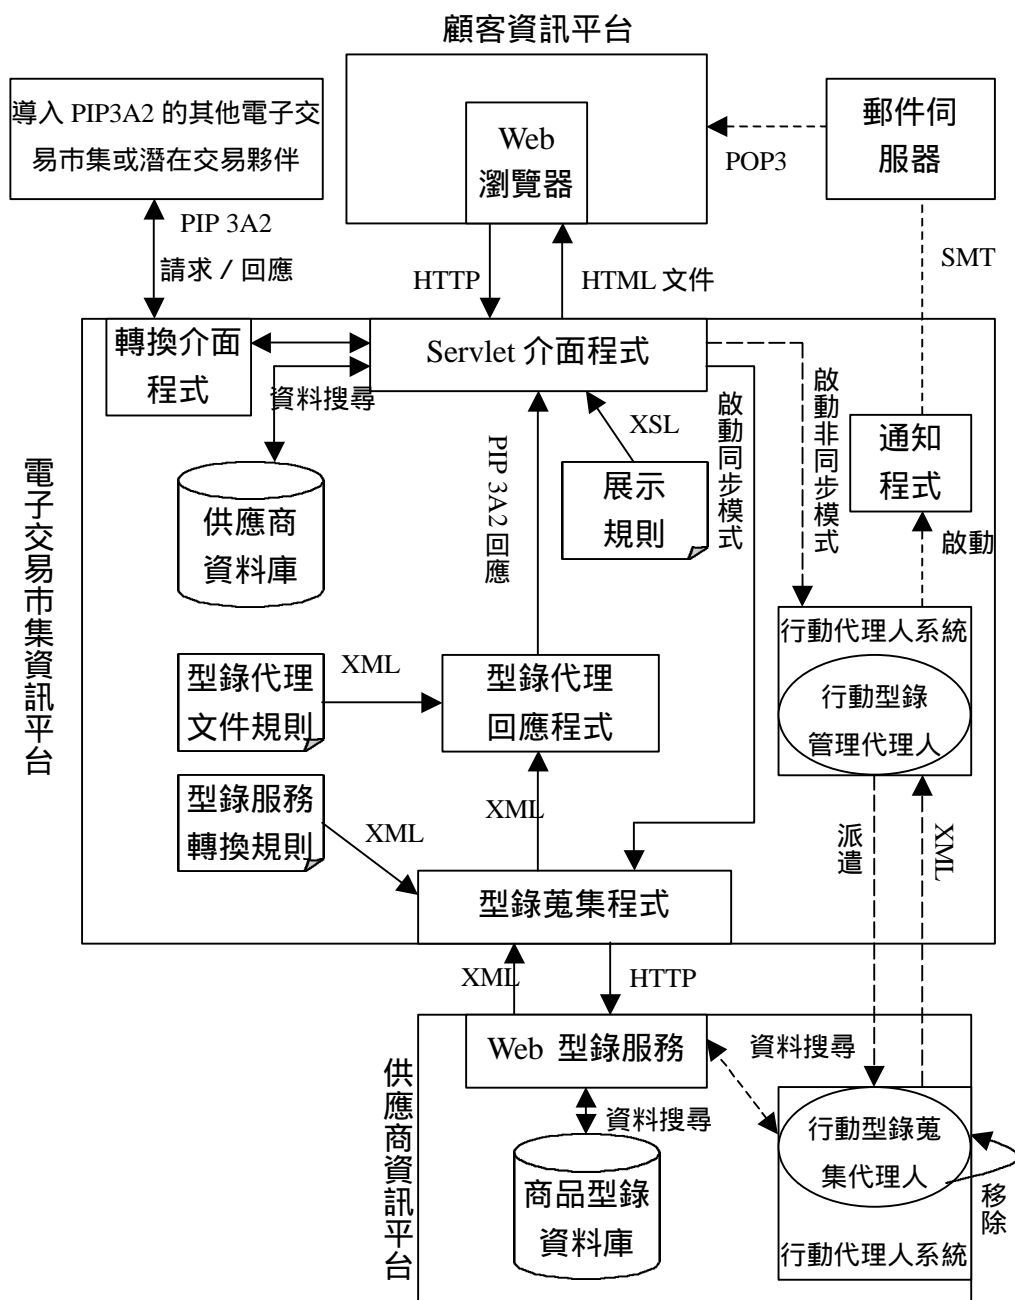 顧客資訊平台
導入 PIP3A2 的其他電子交
易市集或潛在交易夥伴
Web
瀏覽器
郵件伺
服器
POP3
PIP 3A2
請求 / 回應
HTTP
HTML 文件
SMT
轉換介面
程式
Servlet 介面程式
資料搜尋
啟動同步模式
啟動非同步模式
XSL
PIP 3A2 回應
展示
規則
通知
程式
啟動
供應商
資料庫
電子交易市集資訊平台
行動代理人系統
行動型錄
管理代理人
型錄代理
文件規則
XML
型錄代理
回應程式
型錄服務
轉換規則
XML
XML
派遣
XML
型錄蒐集程式
XML
HTTP
Web 型錄服務
資料搜尋
供應商資訊平台
資料搜尋
商品型錄
資料庫
行動型錄蒐
集代理人
移除
行動代理人系統